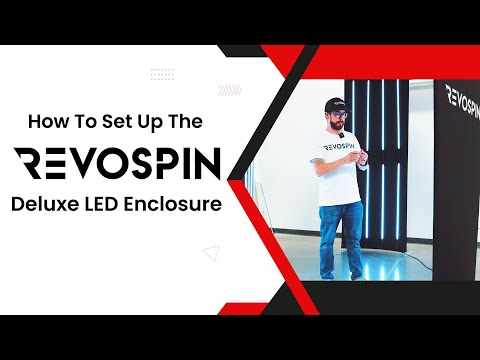 How To Set Up The
REVOSPIN
Deluxe LED Enclosure
REVOSPIN
REVOSPIN